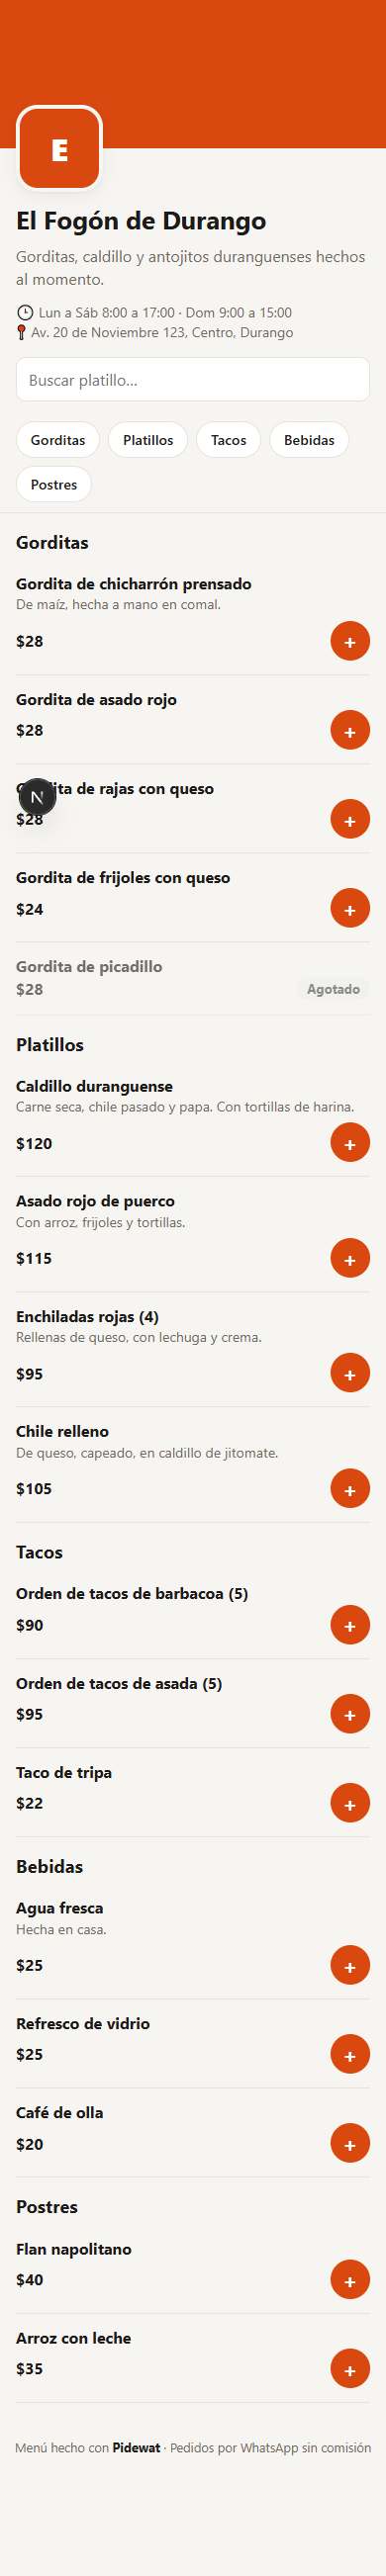 E
El Fogón de Durango
Gorditas, caldillo y antojitos duranguenses hechos
al momento.
Lun a Sáb 8:00 a 17:00 · Dom 9:00 a 15:00
Av. 20 de Noviembre 123, Centro, Durango
Buscar platillo...
Gorditas
Platillos
Tacos
Bebidas
Postres
Gorditas
Gordita de chicharrón prensado
De maíz, hecha a mano en comal.
$28
+
Gordita de asado rojo
$28
+
de rajas con queso
N
$28
+
Gordita de frijoles con queso
$24
+
Gordita de picadillo
$28
Agotado
Platillos
Caldillo duranguense
Carne seca, chile pasado y papa. Con tortillas de harina.
$120
+
Asado rojo de puerco
Con arroz, frijoles y tortillas.
$115
+
Enchiladas rojas (4)
Rellenas de queso, con lechuga y crema.
$95
+
Chile relleno
De queso, capeado, en caldillo de jitomate.
$105
+
Tacos
Orden de tacos de barbacoa (5)
$90
+
Orden de tacos de asada (5)
$95
+
Taco de tripa
$22
+
Bebidas
Agua fresca
Hecha en casa.
$25
+
Refresco de vidrio
$25
+
Café de olla
$20
+
Postres
Flan napolitano
$40
+
Arroz con leche
$35
+
Menú hecho con Pidewat · Pedidos por WhatsApp sin comisión